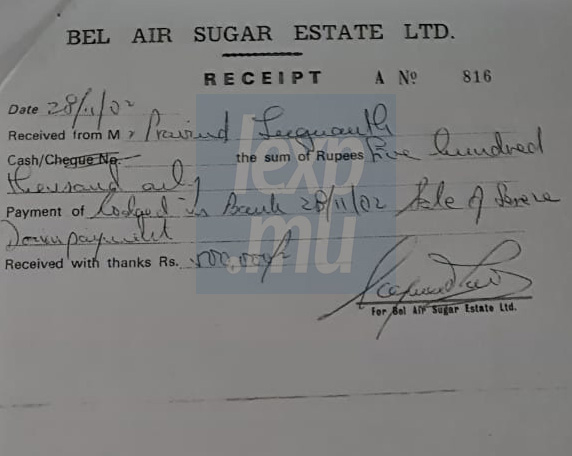 BEL AIR SUGAR ESTATE LTD.
RECEIPT A Nº 816
Date 28/11/02
Received from Mr Pravind Jugnauth
Cash/Cheque No. the sum of Rupees Five hundred
thousand only
Payment of lodged in Bank 28/11/02 Sale of
Down payment
Received with thanks Rs. 500,000/-
For Bel Air Sugar Estate Ltd.
lexp
.mu